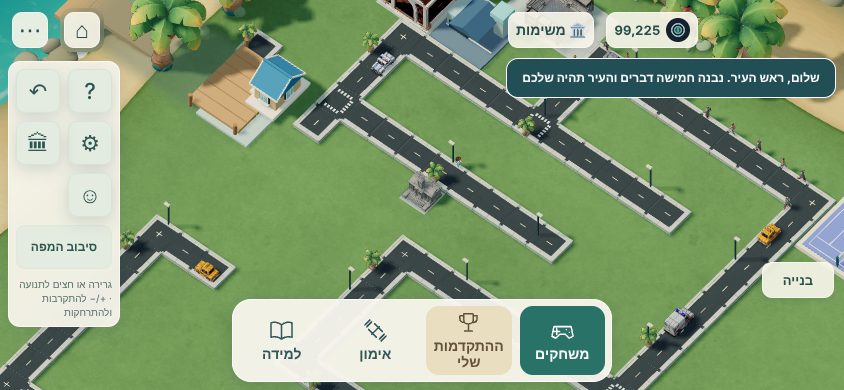 משימות
99,225
שלום, ראש העיר. נבנה חמישה דברים והעיר תהיה שלכם
?
סיבוב המפה
גרירה או חצים לתנועה
· +/− להתקרבות
ולהתרחקות
בנייה
משחקים
ההתקדמות
שלי
אימון
למידה